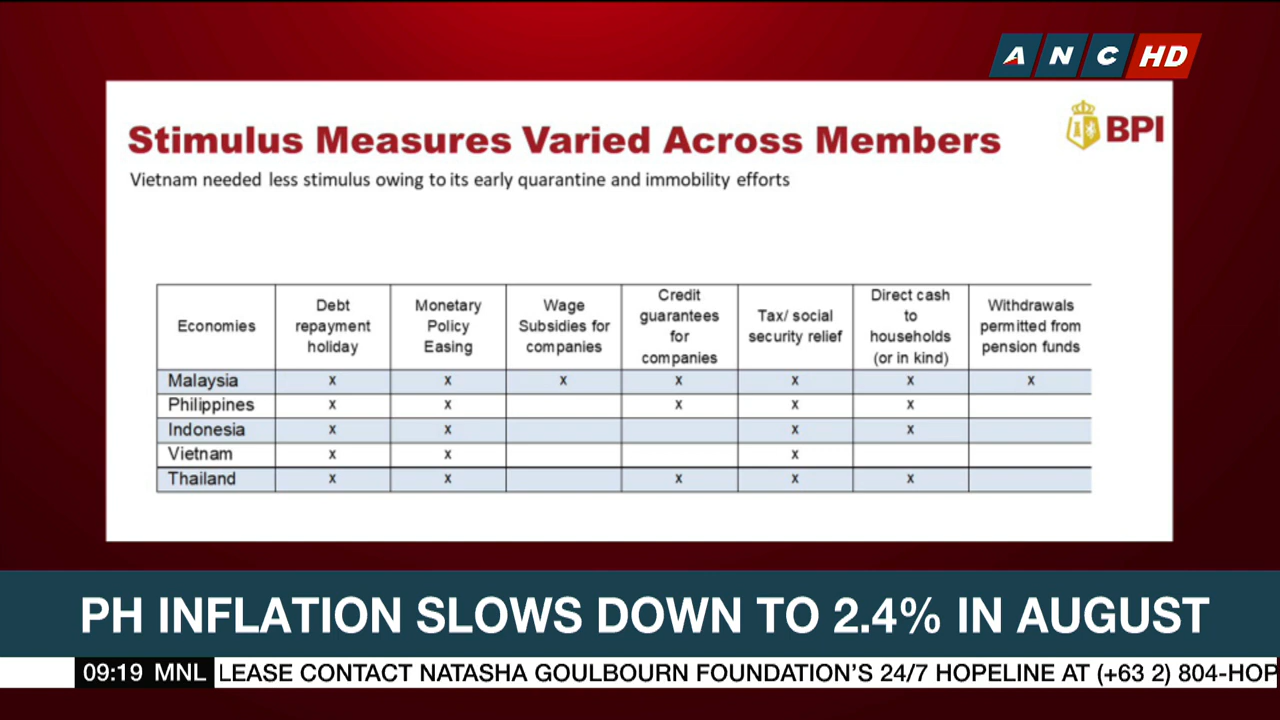 ANC HD
BPI
Stimulus Measures Varied Across Members
Vietnam needed less stimulus owing to its early quarantine and immobility efforts
Economies
Debt
repayment
holiday
Monetary
Policy
Easing
Wage
Subsidies for
companies
Credit
guarantees
for
companies
Tax/ social
security relief
Direct cash
to
households
(or in kind)
Withdrawals
permitted from
pension funds
Malaysia x x x x x x x
Philippines x x x x x
Indonesia x x x x
Vietnam x x x
Thailand x x x x x
PH INFLATION SLOWS DOWN TO 2.4% IN AUGUST
09:19 MNL LEASE CONTACT NATASHA GOULBOURN FOUNDATION'S 24/7 HOPELINE AT (+63 2) 804-HOP